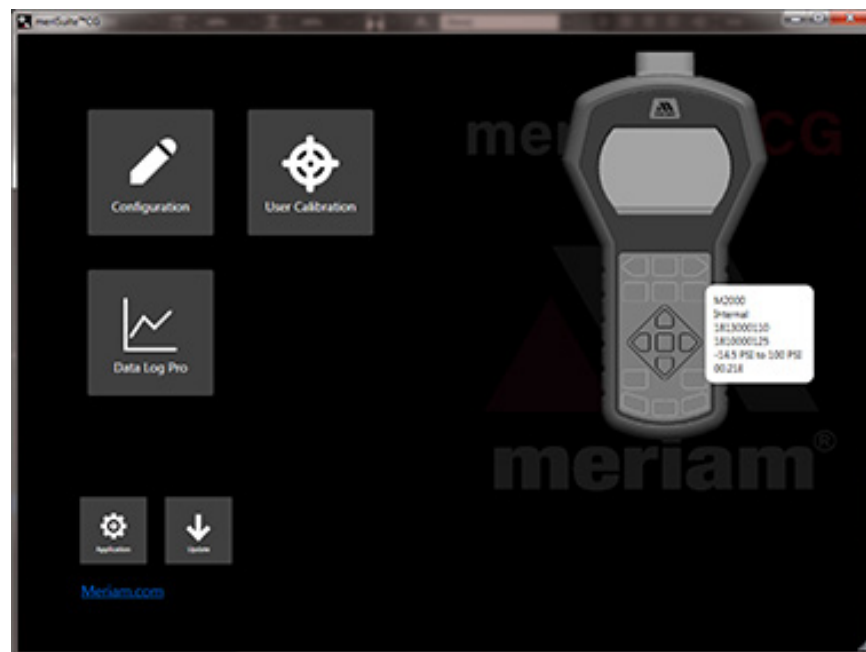 meriSuite™CG
Configuration
User Calibration
Data Log Pro
Application
Update
Meriam.com
CG
M2000
Internal
1813000110
1810000125
-14.5 PSI to 100 PSI
00.218
meriam®